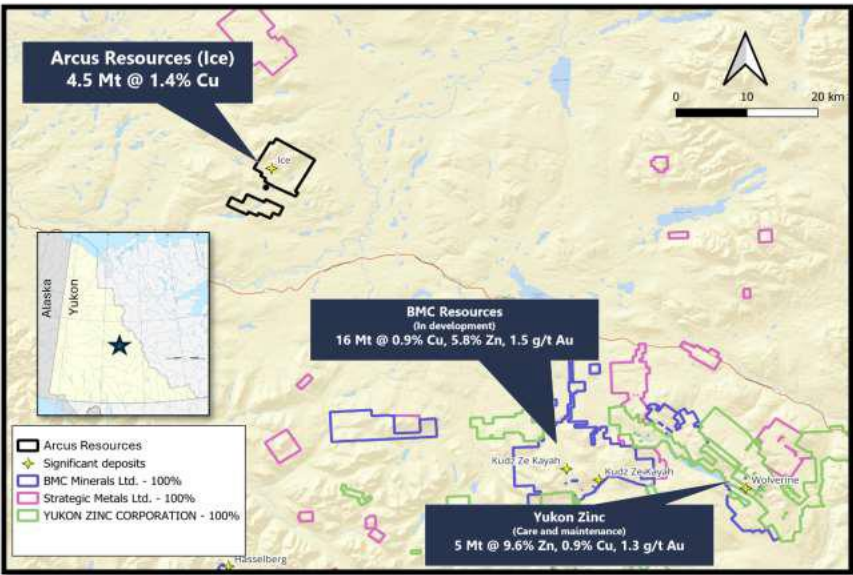 Arcus Resources (Ice)
4.5 Mt @ 1.4% Cu
0 10 20 km
Ice
Alaska
Yukon
BMC Resources
(In development)
16 Mt @ 0.9% Cu, 5.8% Zn, 1.5 g/t Au
Arcus Resources
Significant deposits
BMC Minerals Ltd. - 100%
Strategic Metals Ltd. - 100%
YUKON ZINC CORPORATION - 100%
Kudz Ze Kayah
Kudz Ze Kayah
Wolverine
Yukon Zinc
(Care and maintenance)
5 Mt @ 9.6% Zn, 0.9% Cu, 1.3 g/t Au
Hasselberg